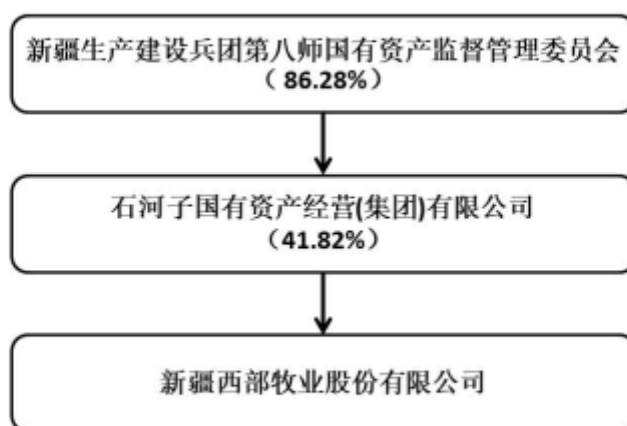 新疆生产建设兵团第八师国有资产监督管理委员会
（86.28%）
石河子国有资产经营(集团)有限公司
（41.82%）
新疆西部牧业股份有限公司